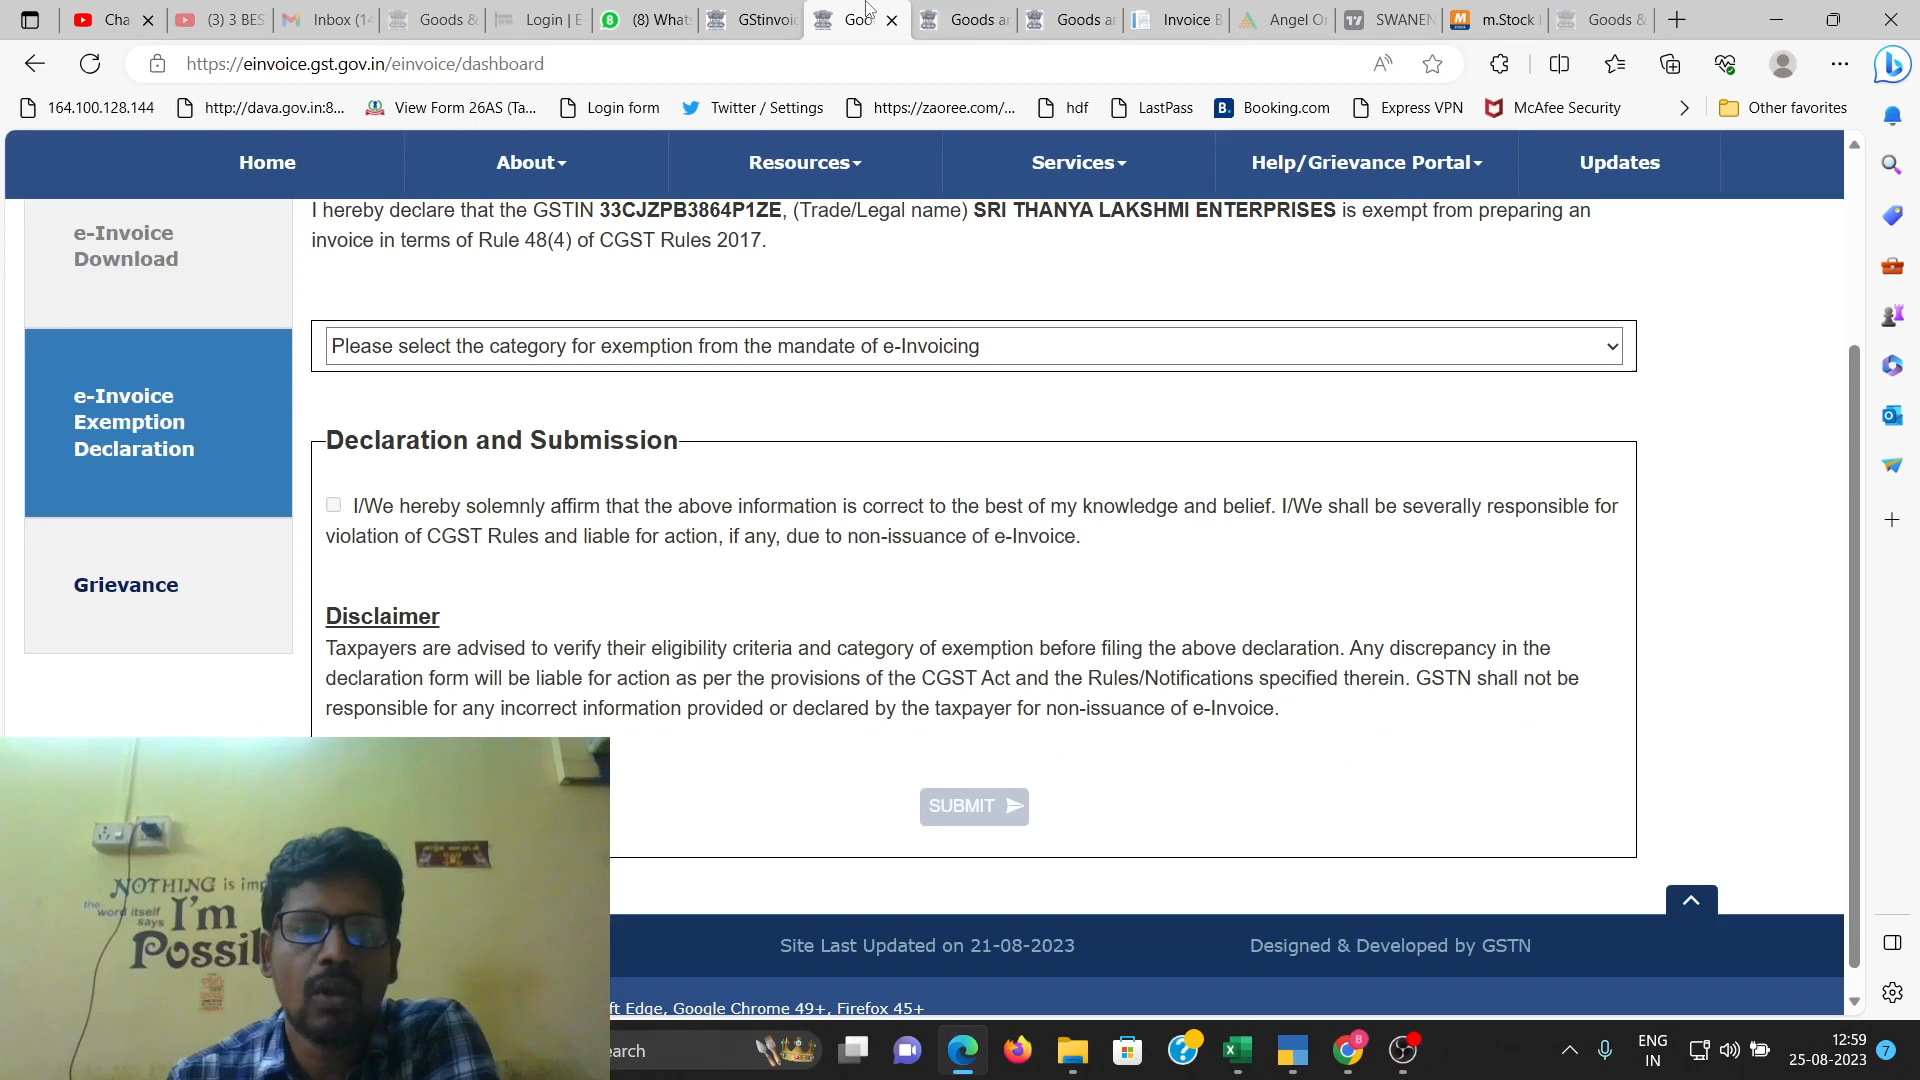 Cha
(3) 3 BES
Inbox (14
Goods &
Login | E
(8) What
GStinvoic
Goo
Goods an
Goods an
Invoice B
Angel On
SWANEN
m.Stock
Goods &
https://einvoice.gst.gov.in/einvoice/dashboard
164.100.128.144
http://dava.gov.in:8...
View Form 26AS (Ta...
Login form
Twitter / Settings
https://zaoree.com/...
hdf
LastPass
Booking.com
Express VPN
McAfee Security
Other favorites
Home
About
Resources
Services
Help/Grievance Portal
Updates
e-Invoice
Download
e-Invoice
Exemption
Declaration
Grievance
I hereby declare that the GSTIN 33CJZPB3864P1ZE, (Trade/Legal name) SRI THANYA LAKSHMI ENTERPRISES is exempt from preparing an
invoice in terms of Rule 48(4) of CGST Rules 2017.
Please select the category for exemption from the mandate of e-Invoicing
Declaration and Submission
I/We hereby solemnly affirm that the above information is correct to the best of my knowledge and belief. I/We shall be severally responsible for
violation of CGST Rules and liable for action, if any, due to non-issuance of e-Invoice.
Disclaimer
Taxpayers are advised to verify their eligibility criteria and category of exemption before filing the above declaration. Any discrepancy in the
declaration form will be liable for action as per the provisions of the CGST Act and the Rules/Notifications specified therein. GSTN shall not be
responsible for any incorrect information provided or declared by the taxpayer for non-issuance of e-Invoice.
SUBMIT
NOTHING is imp
the word itself
says
I'm
Possil
Site Last Updated on 21-08-2023
Designed & Developed by GSTN
ft Edge, Google Chrome 49+, Firefox 45+
earch
ENG
IN
12:59
25-08-2023
7